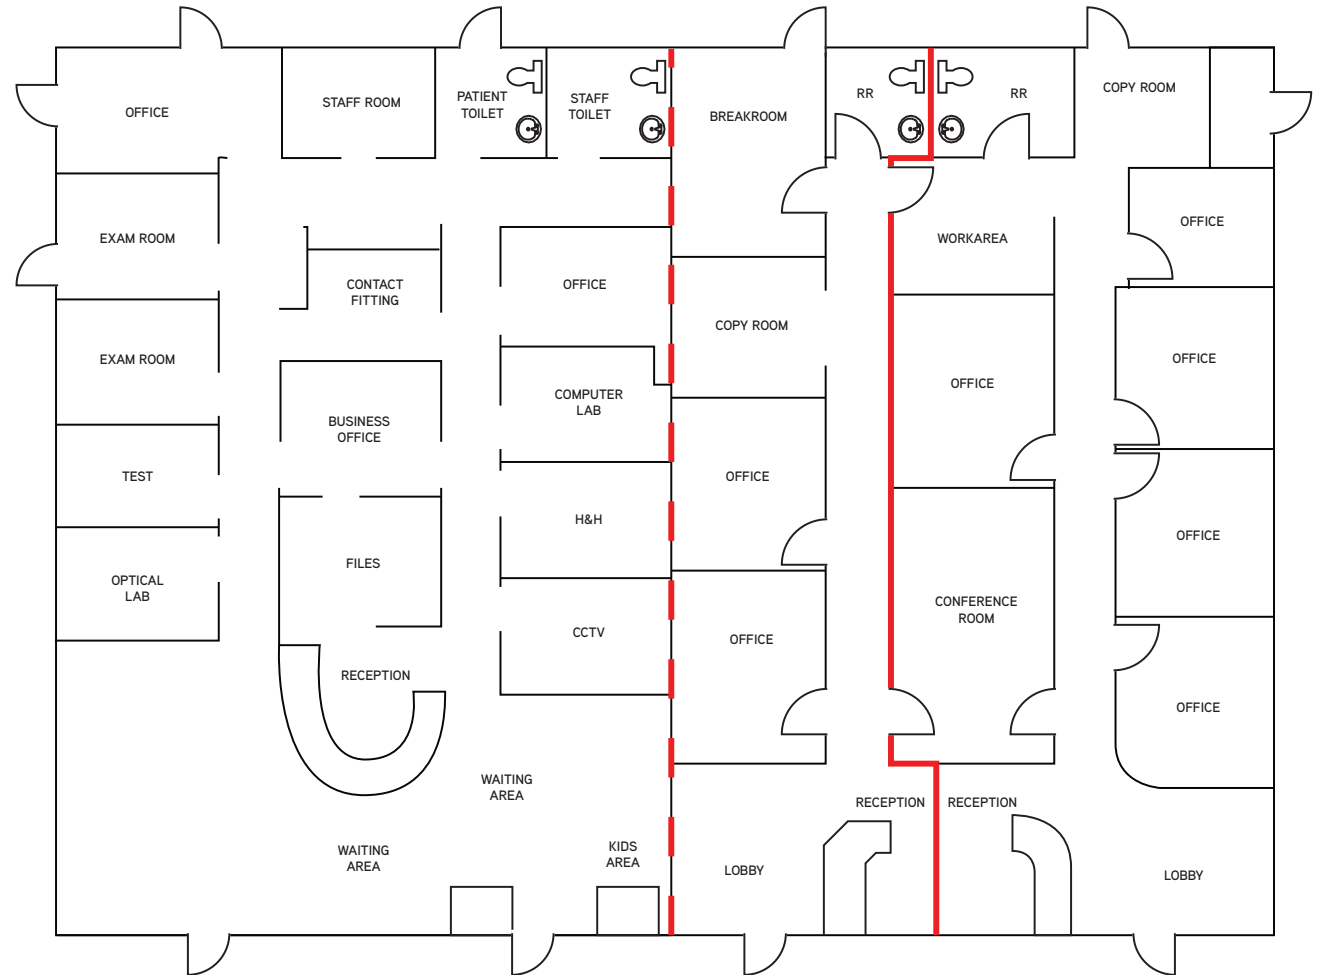 OFFICE
STAFF ROOM
PATIENT
TOILET
STAFF
TOILET
BREAKROOM
RR
RR
COPY ROOM
EXAM ROOM
CONTACT
FITTING
OFFICE
WORKAREA
OFFICE
COPY ROOM
EXAM ROOM
BUSINESS
OFFICE
COMPUTER
LAB
OFFICE
OFFICE
TEST
H&H
OFFICE
OFFICE
OPTICAL
LAB
FILES
CCTV
OFFICE
CONFERENCE
ROOM
RECEPTION
OFFICE
WAITING
AREA
RECEPTION
RECEPTION
WAITING
AREA
KIDS
AREA
LOBBY
LOBBY